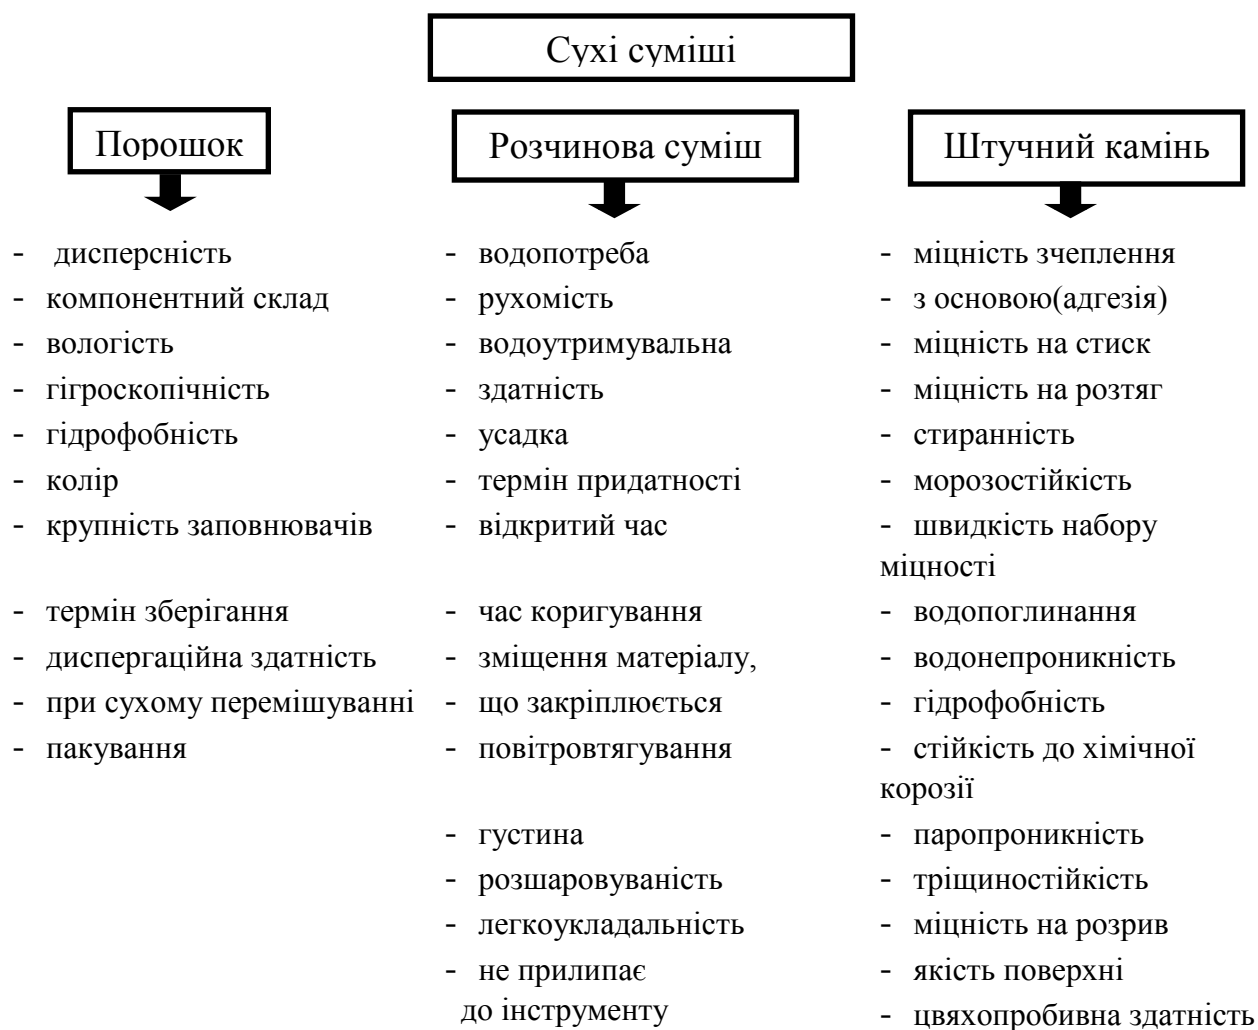 Сухі суміші
Порошок
- дисперсність
- компонентний склад
- вологість
- гігроскопічність
- гідрофобність
- колір
- крупність заповнювачів
- термін зберігання
- диспергаційна здатність
- при сухому перемішуванні
- пакування
Розчинова суміш
- водопотреба
- рухомість
- водоутримувальна
- здатність
- усадка
- термін придатності
- відкритий час
- час коригування
- зміщення матеріалу,
- що закріплюється
- повітровтягування
- густина
- розшаровуваність
- легкоукладальність
- не прилипає
до інструменту
Штучний камінь
- міцність зчеплення
- з основою(адгезія)
- міцність на стиск
- міцність на розтяг
- стиранність
- морозостійкість
- швидкість набору
міцності
- водопоглинання
- водонепроникність
- гідрофобність
- стійкість до хімічної
корозії
- паропроникність
- тріщиностійкість
- міцність на розрив
- якість поверхні
- цвяхопробивна здатність